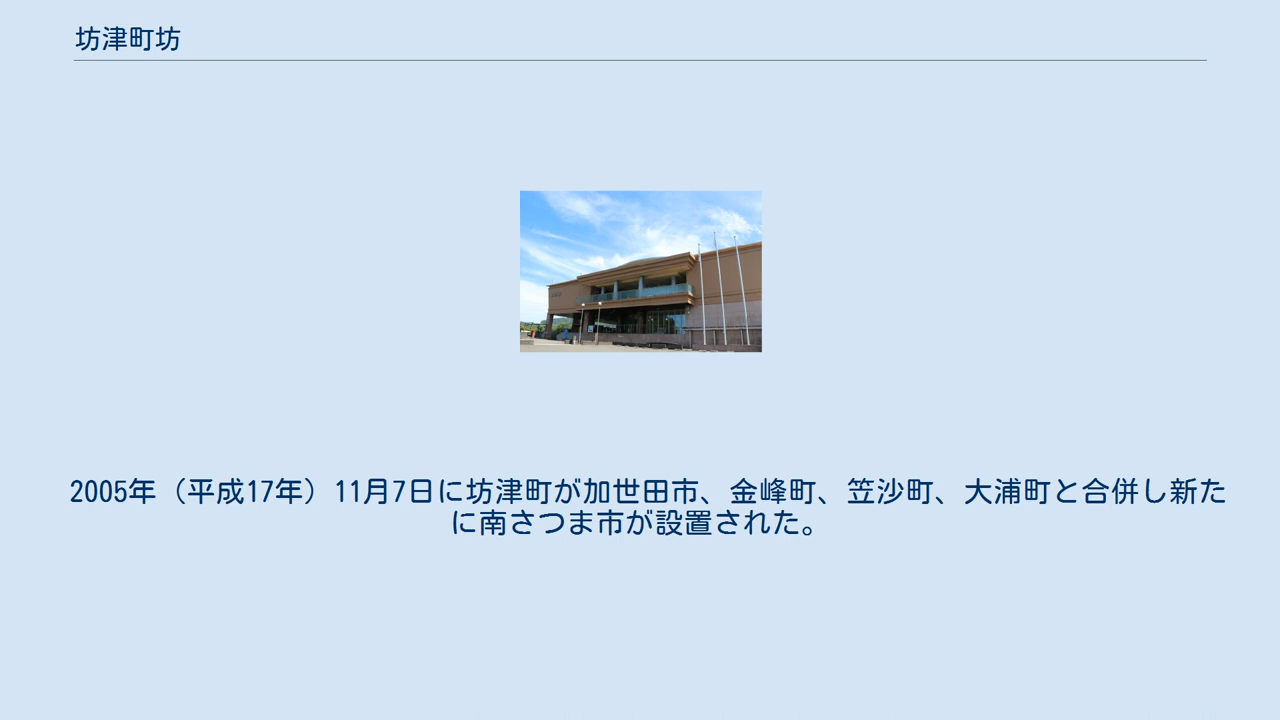 坊津町坊
2005年（平成17年）11月7日に坊津町が加世田市、金峰町、笠沙町、大浦町と合併し新た
に南さつま市が設置された。